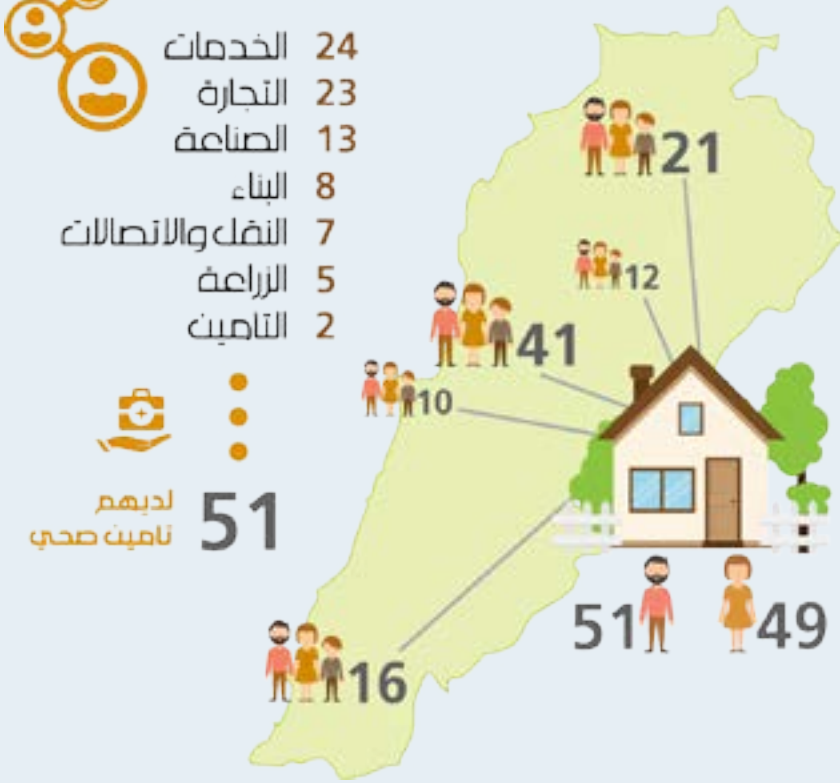 الخدمات 24
التجارة 23
الصناعة 13
البناء 8
النقل والاتصالات 7
الزراعة 5
التامين 2
لديهم
تامين صحي
51
21
12
41
10
16
51
49